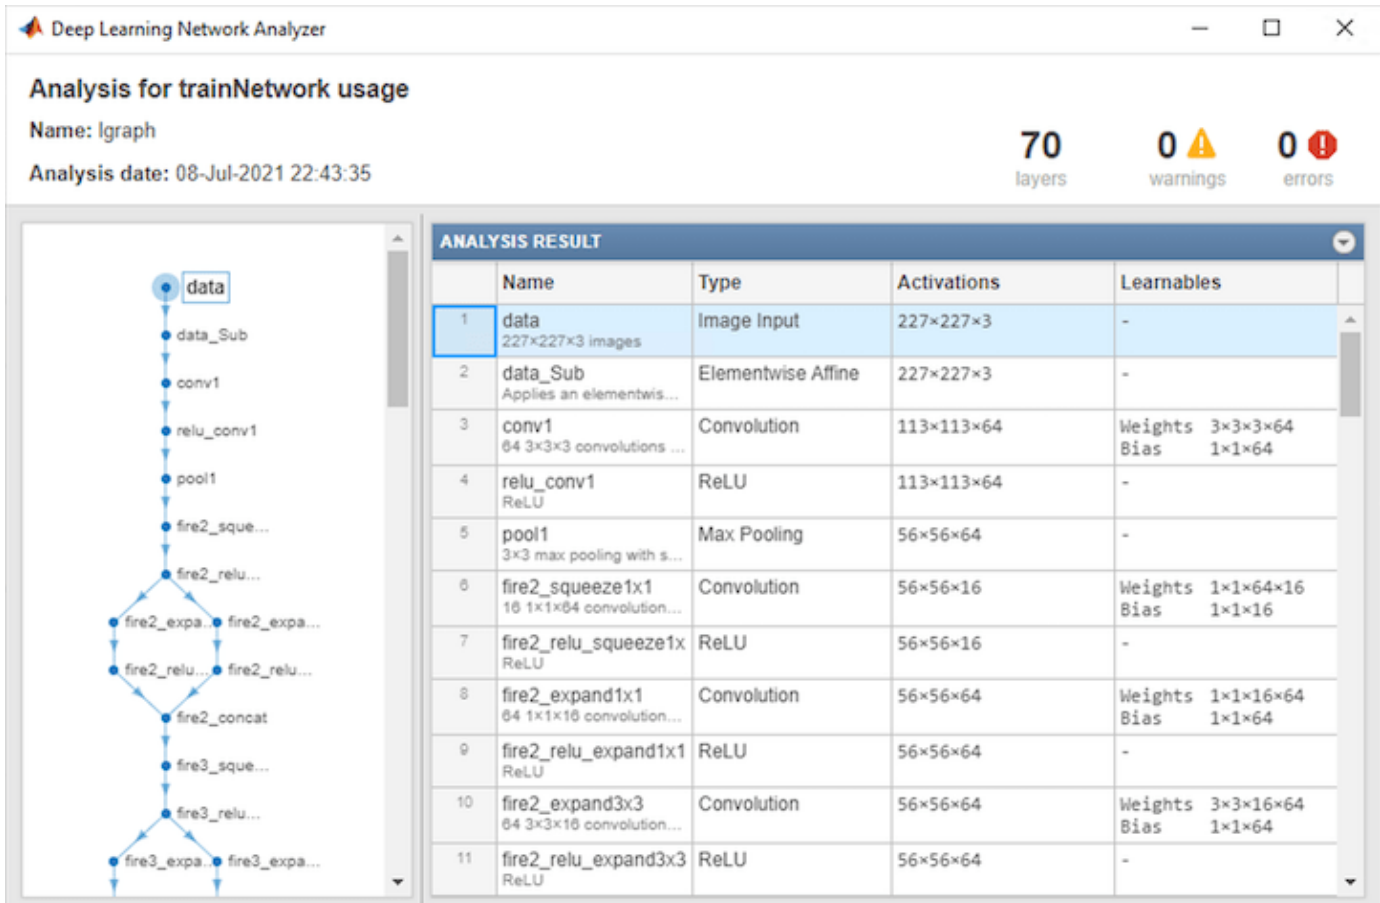 Deep Learning Network Analyzer
Analysis for trainNetwork usage
Name: lgraph
Analysis date: 08-Jul-2021 22:43:35
70
layers
0
warnings
0
errors
data
data_Sub
conv1
relu_conv1
pool1
fire2_sque...
fire2_relu...
fire2_expa... fire2_expa...
fire2_relu... fire2_relu...
fire2_concat
fire3_sque...
fire3_relu...
fire3_expa... fire3_expa...
ANALYSIS RESULT
Name Type Activations Learnables
1 data Image Input 227×227×3 -
227×227×3 images
2 data_Sub Elementwise Affine 227×227×3 -
Applies an elementwis...
3 conv1 Convolution 113×113×64 Weights 3×3×3×64
64 3×3×3 convolutions ... Bias 1×1×64
4 relu_conv1 ReLU 113×113×64 -
ReLU
5 pool1 Max Pooling 56×56×64 -
3×3 max pooling with s...
6 fire2_squeeze1x1 Convolution 56×56×16 Weights 1×1×64×16
16 1×1×64 convolution... Bias 1×1×16
7 fire2_relu_squeeze1x ReLU 56×56×16 -
ReLU
8 fire2_expand1x1 Convolution 56×56×64 Weights 1×1×16×64
64 1×1×16 convolution... Bias 1×1×64
9 fire2_relu_expand1x1 ReLU 56×56×64 -
ReLU
10 fire2_expand3x3 Convolution 56×56×64 Weights 3×3×16×64
64 3×3×16 convolution... Bias 1×1×64
11 fire2_relu_expand3x3 ReLU 56×56×64 -
ReLU